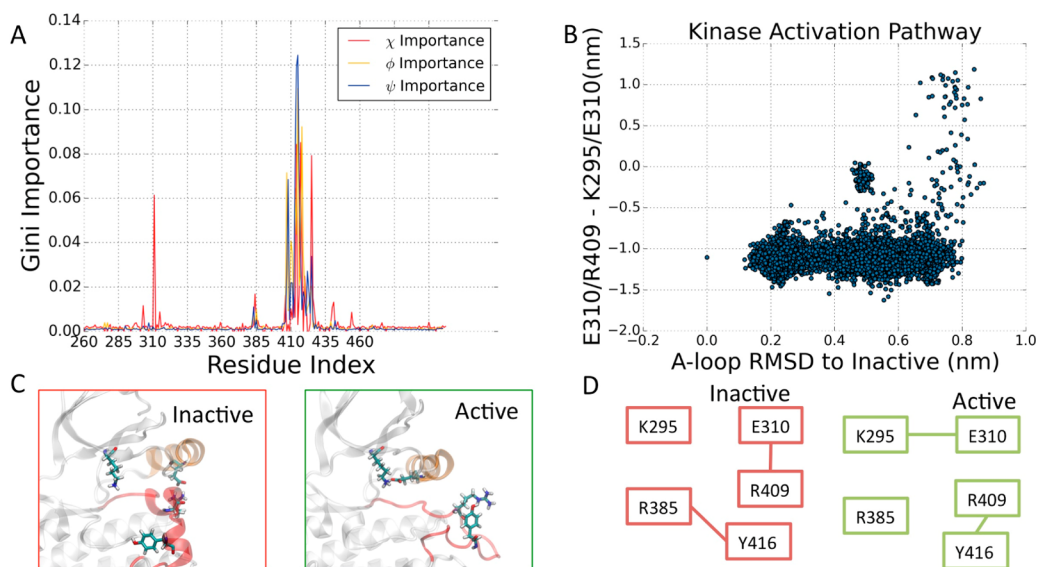 A
0.14
0.12
0.10
0.08
0.06
0.04
0.02
0.00
260 285 310 335 360 385 410 435 460
Gini Importance
Residue Index
χ Importance
ϕ Importance
ψ Importance
B
Kinase Activation Pathway
1.5
1.0
0.5
0.0
−0.5
−1.0
−1.5
−2.0
−0.2 0.0 0.2 0.4 0.6 0.8 1.0
E310/R409 - K295/E310(nm)
A-loop RMSD to Inactive (nm)
C
Inactive
Active
D
Inactive
K295
E310
R409
R385
Y416
Active
K295
E310
R409
R385
Y416